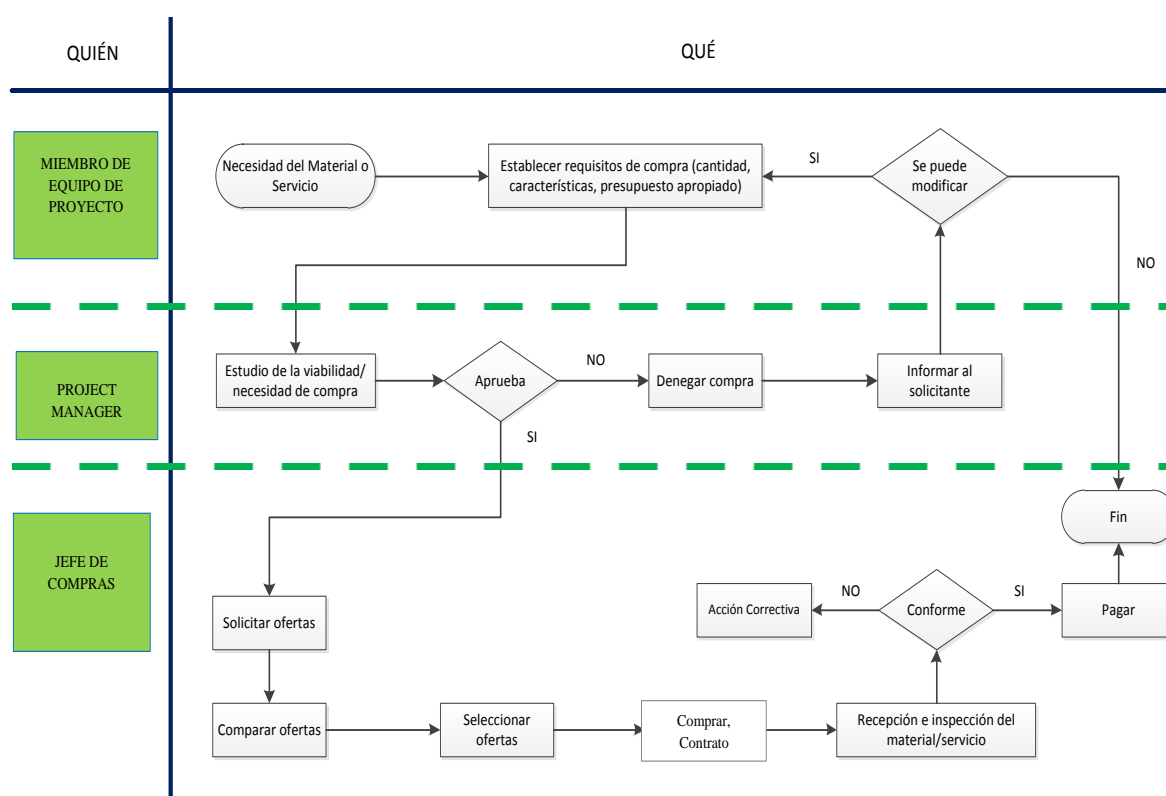 QUIÉN
QUÉ
MIEMBRO DE
EQUIPO DE
PROYECTO
Necesidad del Material o
Servicio
Establecer requisitos de compra (cantidad,
características, presupuesto apropiado)
SI
Se puede
modificar
NO
PROJECT
MANAGER
Estudio de la viabilidad/
necesidad de compra
Aprueba
NO
Denegar compra
Informar al
solicitante
SI
JEFE DE
COMPRAS
Fin
Solicitar ofertas
Acción Correctiva
NO
Conforme
SI
Pagar
Comparar ofertas
Seleccionar
ofertas
Comprar,
Contrato
Recepción e inspección del
material/servicio